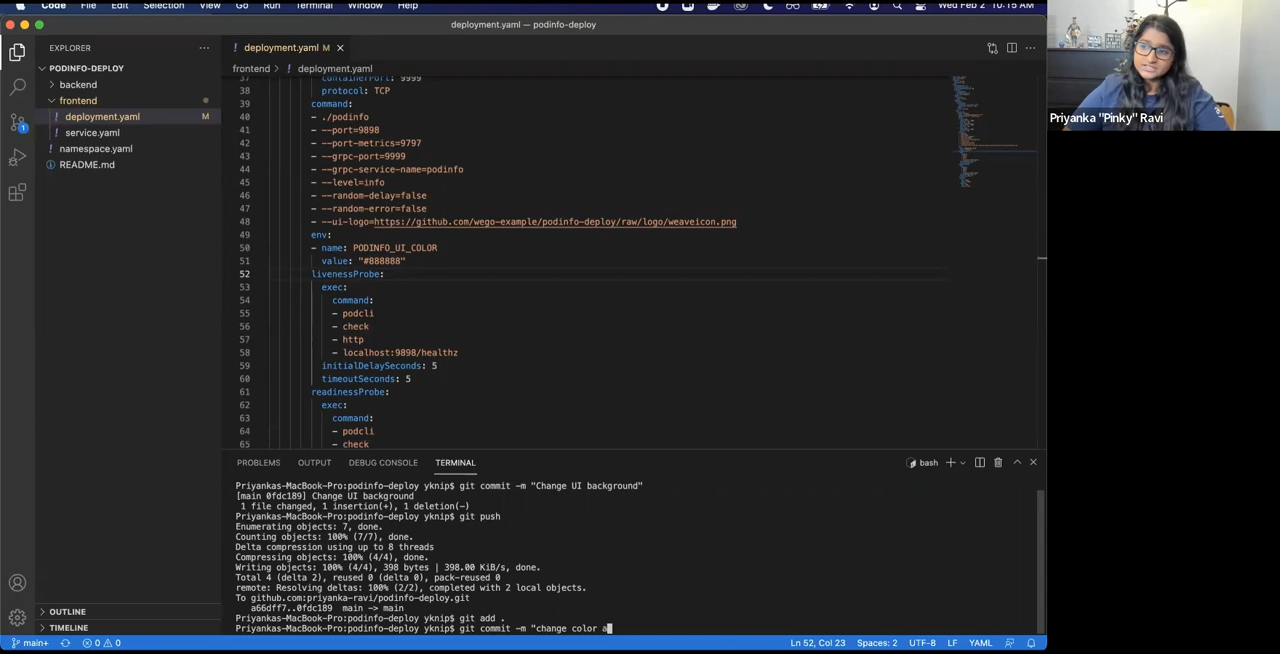 Code File Edit Selection View Go Run Terminal Window Help
Wed Feb 2 10:15 AM
deployment.yaml — podinfo-deploy
EXPLORER
PODINFO-DEPLOY
backend
frontend
deployment.yaml M
service.yaml
namespace.yaml
README.md
OUTLINE
TIMELINE
1
deployment.yaml M
frontend > ! deployment.yaml
37 containerPort: 9999
38 protocol: TCP
39 command:
40 - ./podinfo
41 - --port=9898
42 - --port-metrics=9797
43 - --grpc-port=9999
44 - --grpc-service-name=podinfo
45 - --level=info
46 - --random-delay=false
47 - --random-error=false
48 - --ui-logo=https://github.com/wego-example/podinfo-deploy/raw/logo/weaveicon.png
49 env:
50 - name: PODINFO_UI_COLOR
51 value: "#888888"
52 livenessProbe:
53 exec:
54 command:
55 - podcli
56 - check
57 - http
58 - localhost:9898/healthz
59 initialDelaySeconds: 5
60 timeoutSeconds: 5
61 readinessProbe:
62 exec:
63 command:
64 - podcli
65 - check
PROBLEMS OUTPUT DEBUG CONSOLE TERMINAL
bash
Priyankas-MacBook-Pro:podinfo-deploy yknip$ git commit -m "Change UI background"
[main 0fdc189] Change UI background
1 file changed, 1 insertion(+), 1 deletion(-)
Priyankas-MacBook-Pro:podinfo-deploy yknip$ git push
Enumerating objects: 7, done.
Counting objects: 100% (7/7), done.
Delta compression using up to 8 threads
Compressing objects: 100% (4/4), done.
Writing objects: 100% (4/4), 398 bytes | 398.00 KiB/s, done.
Total 4 (delta 2), reused 0 (delta 0), pack-reused 0
remote: Resolving deltas: 100% (2/2), completed with 2 local objects.
To github.com:priyanka-ravi/podinfo-deploy.git
a66dff7..0fdc189 main -> main
Priyankas-MacBook-Pro:podinfo-deploy yknip$ git add .
Priyankas-MacBook-Pro:podinfo-deploy yknip$ git commit -m "change color a
main+ 0 0
Ln 52, Col 23 Spaces: 2 UTF-8 LF YAML
Priyanka "Pinky" Ravi